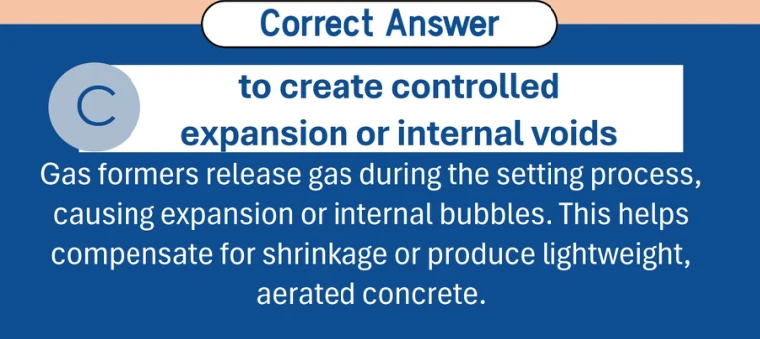 Correct Answer
C
to create controlled
expansion or internal voids
Gas formers release gas during the setting process,
causing expansion or internal bubbles. This helps
compensate for shrinkage or produce lightweight,
aerated concrete.